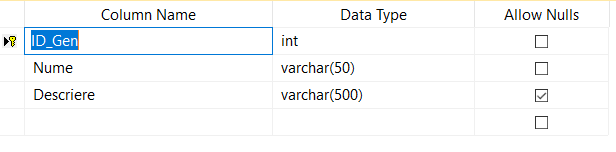 Column Name Data Type Allow Nulls
ID_Gen int
Nume varchar(50)
Descriere varchar(500)